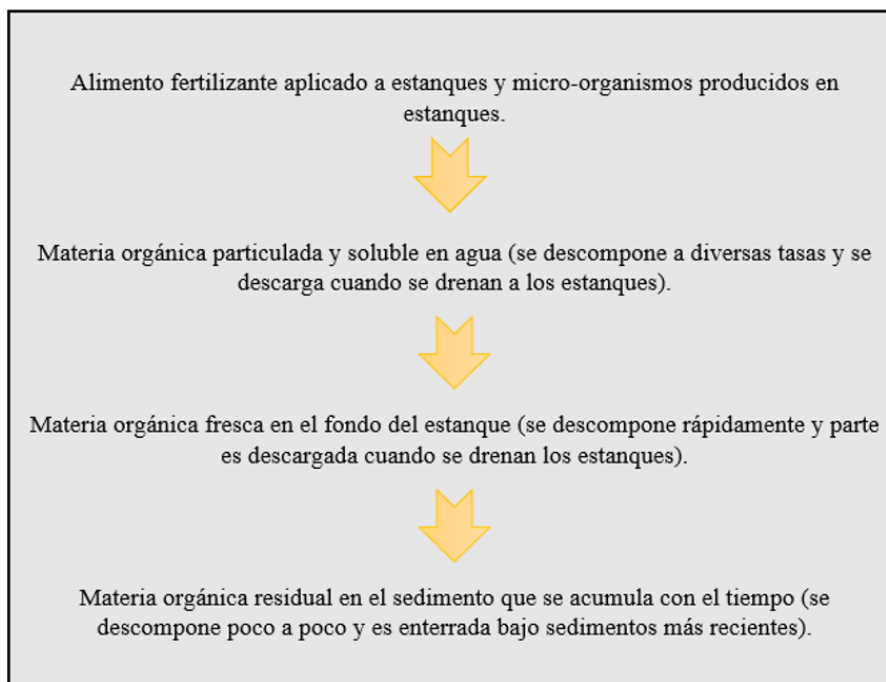 Alimento fertilizante aplicado a estanques y micro-organismos producidos en
estanques.
Materia orgánica particulada y soluble en agua (se descompone a diversas tasas y se
descarga cuando se drenan a los estanques).
Materia orgánica fresca en el fondo del estanque (se descompone rápidamente y parte
es descargada cuando se drenan los estanques).
Materia orgánica residual en el sedimento que se acumula con el tiempo (se
descompone poco a poco y es enterrada bajo sedimentos más recientes).